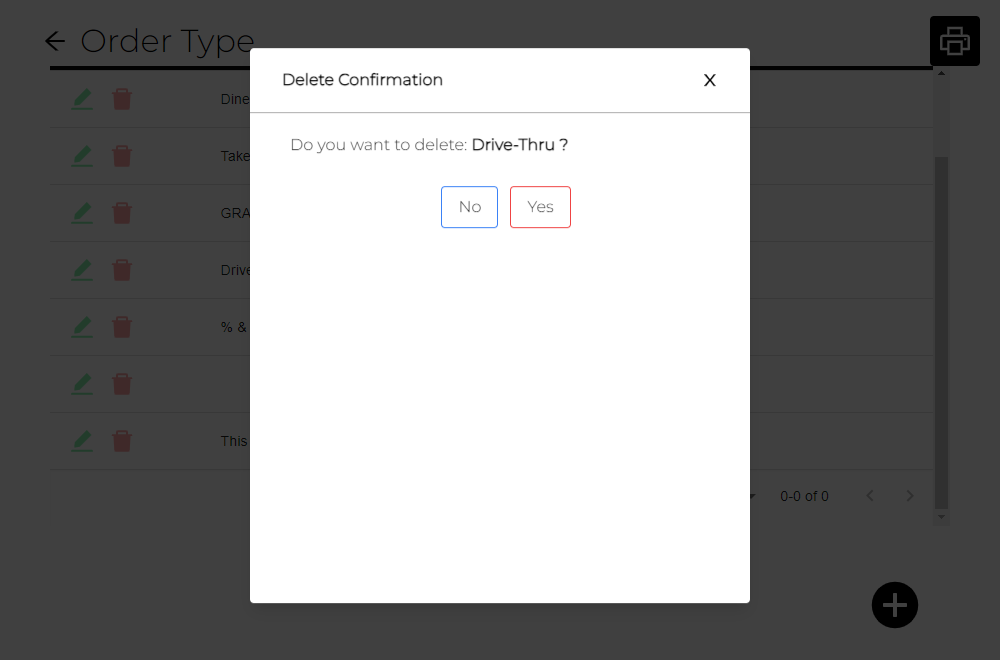 Order Type
Delete Confirmation
X
Do you want to delete: Drive-Thru ?
No
Yes
Dine
Take
GRA
Drive
% &
This
0-0 of 0